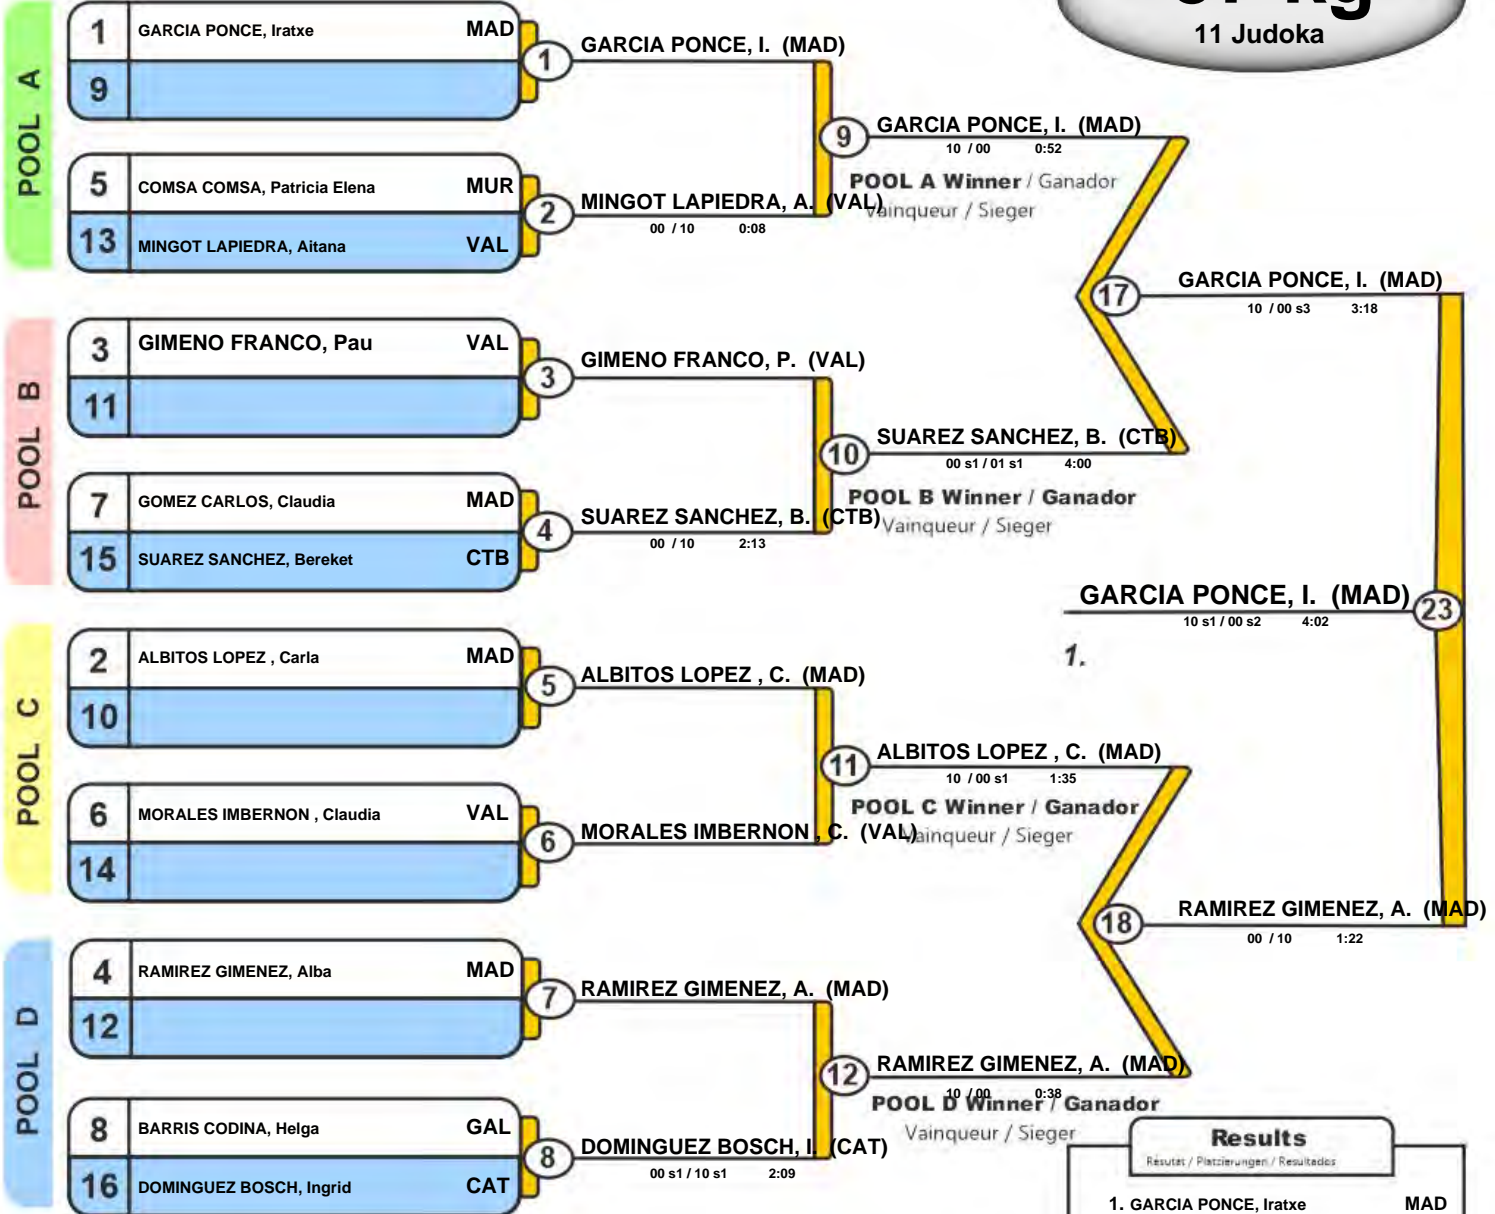 kg
11 Judoka
POOL A
1 GARCIA PONCE, Iratxe MAD
9
1
GARCIA PONCE, I. (MAD)
5 COMSA COMSA, Patricia Elena MUR
13 MINGOT LAPIEDRA, Aitana VAL
2
MINGOT LAPIEDRA, A. (VAL)
00 / 10 0:08
9
GARCIA PONCE, I. (MAD)
10 / 00 0:52
POOL A Winner / Ganador
Vainqueur / Sieger
POOL B
3 GIMENO FRANCO, Pau VAL
11
3
GIMENO FRANCO, P. (VAL)
7 GOMEZ CARLOS, Claudia MAD
15 SUAREZ SANCHEZ, Bereket CTB
4
SUAREZ SANCHEZ, B. (CTB)
00 / 10 2:13
10
SUAREZ SANCHEZ, B. (CTB)
00 s1 / 01 s1 4:00
POOL B Winner / Ganador
Vainqueur / Sieger
17
GARCIA PONCE, I. (MAD)
10 / 00 s3 3:18
POOL C
2 ALBITOS LOPEZ , Carla MAD
10
5
ALBITOS LOPEZ , C. (MAD)
6 MORALES IMBERNON , Claudia VAL
14
6
MORALES IMBERNON , C. (VAL)
11
ALBITOS LOPEZ , C. (MAD)
10 / 00 s1 1:35
POOL C Winner / Ganador
Vainqueur / Sieger
POOL D
4 RAMIREZ GIMENEZ, Alba MAD
12
7
RAMIREZ GIMENEZ, A. (MAD)
8 BARRIS CODINA, Helga GAL
16 DOMINGUEZ BOSCH, Ingrid CAT
8
DOMINGUEZ BOSCH, I. (CAT)
00 s1 / 10 s1 2:09
12
RAMIREZ GIMENEZ, A. (MAD)
10 / 00 0:38
POOL D Winner / Ganador
Vainqueur / Sieger
18
RAMIREZ GIMENEZ, A. (MAD)
00 / 10 1:22
GARCIA PONCE, I. (MAD)
23
10 s1 / 00 s2 4:02
1.
Results
Résutat / Platzierungen / Resultados
1. GARCIA PONCE, Iratxe MAD